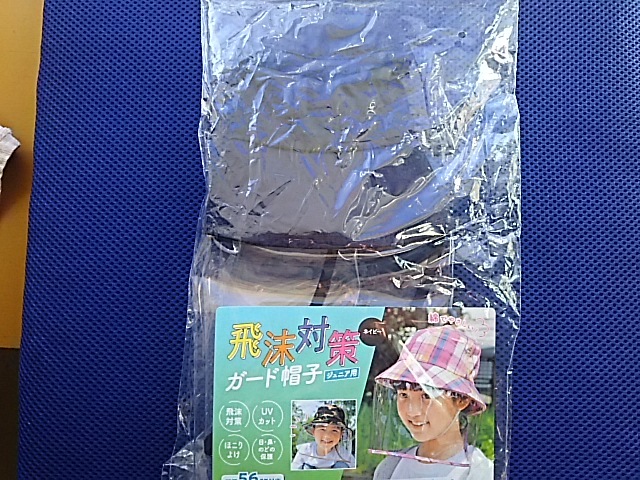 飛沫対策
ネイビー
ガード帽子
ジュニア用
飛沫
対策
UV
カット
ほこり
よけ
目・鼻・
のどの
保護
56